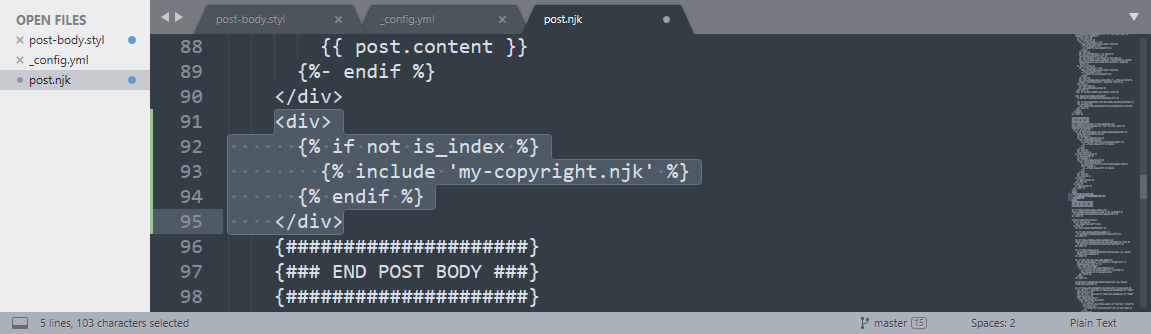 OPEN FILES
post-body.styl
_config.yml
post.njk
post-body.styl
_config.yml
post.njk
88 {{ post.content }}
89 {%- endif %}
90 </div>
91 <div>
92 {% if not is_index %}
93 {% include 'my-copyright.njk' %}
94 {% endif %}
95 </div>
96 {#####################}
97 {### END POST BODY ###}
98 {#####################}
5 lines, 103 characters selected
master 15
Spaces: 2
Plain Text